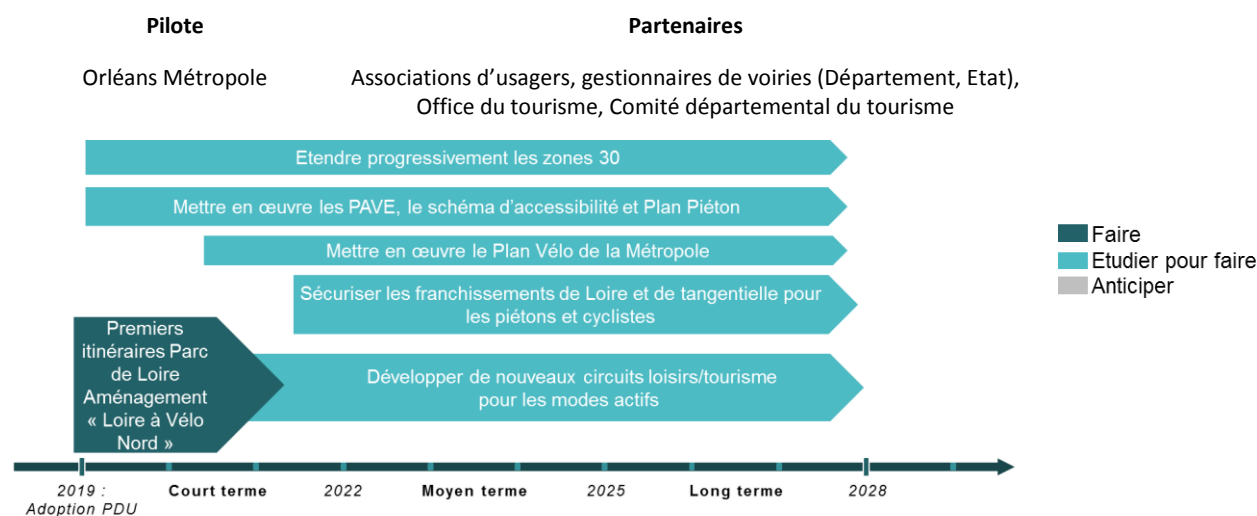 Pilote
Partenaires
Orléans Métropole
Associations d'usagers, gestionnaires de voiries (Département, Etat),
Office du tourisme, Comité départemental du tourisme
Etendre progressivement les zones 30
Mettre en œuvre les PAVE, le schéma d'accessibilité et Plan Piéton
Mettre en œuvre le Plan Vélo de la Métropole
Sécuriser les franchissements de Loire et de tangentielle pour
les piétons et cyclistes
Premiers
itinéraires Parc
de Loire
Aménagement
« Loire à Vélo
Nord »
Développer de nouveaux circuits loisirs/tourisme
pour les modes actifs
Faire
Etudier pour faire
Anticiper
2019 :
Adoption PDU
Court terme
2022
Moyen terme
2025
Long terme
2028